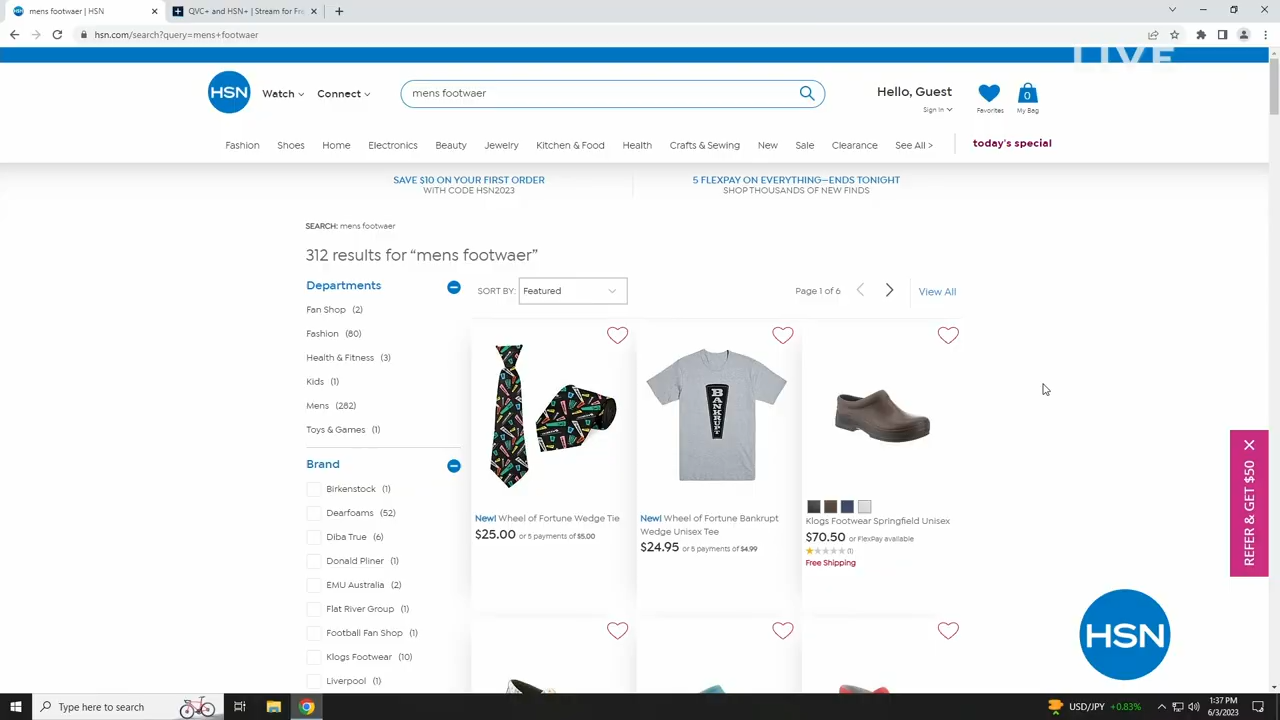 mens footwaer | HSN
QVC+ and HSN+ | Stream for Fre
hsn.com/search?query=mens+footwaer
LIVE
HSN
Watch
Connect
mens footwaer
Hello, Guest
Sign In
Favorites
0
My Bag
Fashion Shoes Home Electronics Beauty Jewelry Kitchen & Food Health Crafts & Sewing New Sale Clearance See All > today's special
SAVE $10 ON YOUR FIRST ORDER
WITH CODE HSN2023
5 FLEXPAY ON EVERYTHING—ENDS TONIGHT
SHOP THOUSANDS OF NEW FINDS
SEARCH: mens footwaer
312 results for “mens footwaer”
Departments
Fan Shop (2)
Fashion (80)
Health & Fitness (3)
Kids (1)
Mens (282)
Toys & Games (1)
Brand
Birkenstock (1)
Dearfoams (52)
Diba True (6)
Donald Pliner (1)
EMU Australia (2)
Flat River Group (1)
Football Fan Shop (1)
Klogs Footwear (10)
Liverpool (1)
SORT BY: Featured
Page 1 of 6
View All
New! Wheel of Fortune Wedge Tie
$25.00 or 5 payments of $5.00
BANKRUPT
New! Wheel of Fortune Bankrupt
Wedge Unisex Tee
$24.95 or 5 payments of $4.99
Klogs Footwear Springfield Unisex
$70.50 or FlexPay available
(1)
Free Shipping
REFER & GET $50
HSN
Type here to search
USD/JPY +0.83%
1:37 PM
6/3/2023